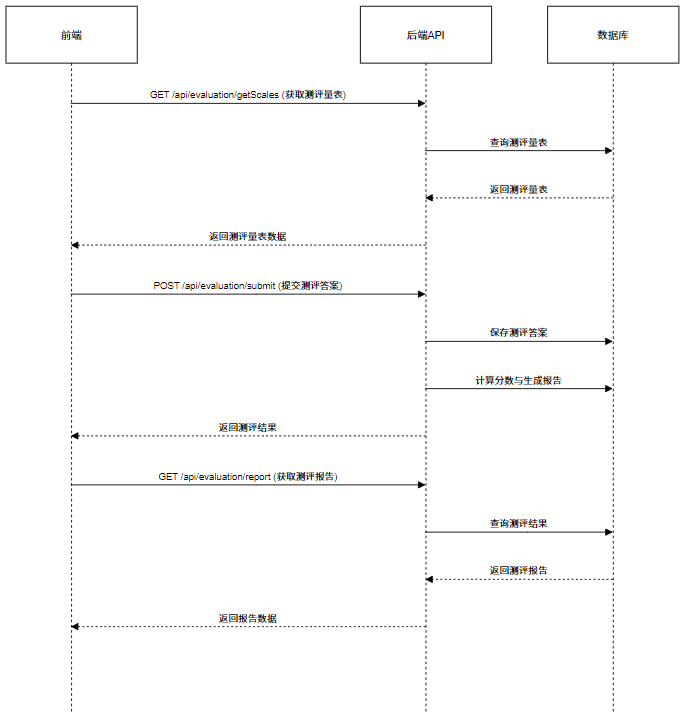 前端
后端API
数据库
GET /api/evaluation/getScales (获取测评量表)
查询测评量表
返回测评量表
返回测评量表数据
POST /api/evaluation/submit (提交测评答案)
保存测评答案
计算分数与生成报告
返回测评结果
GET /api/evaluation/report (获取测评报告)
查询测评结果
返回测评报告
返回报告数据